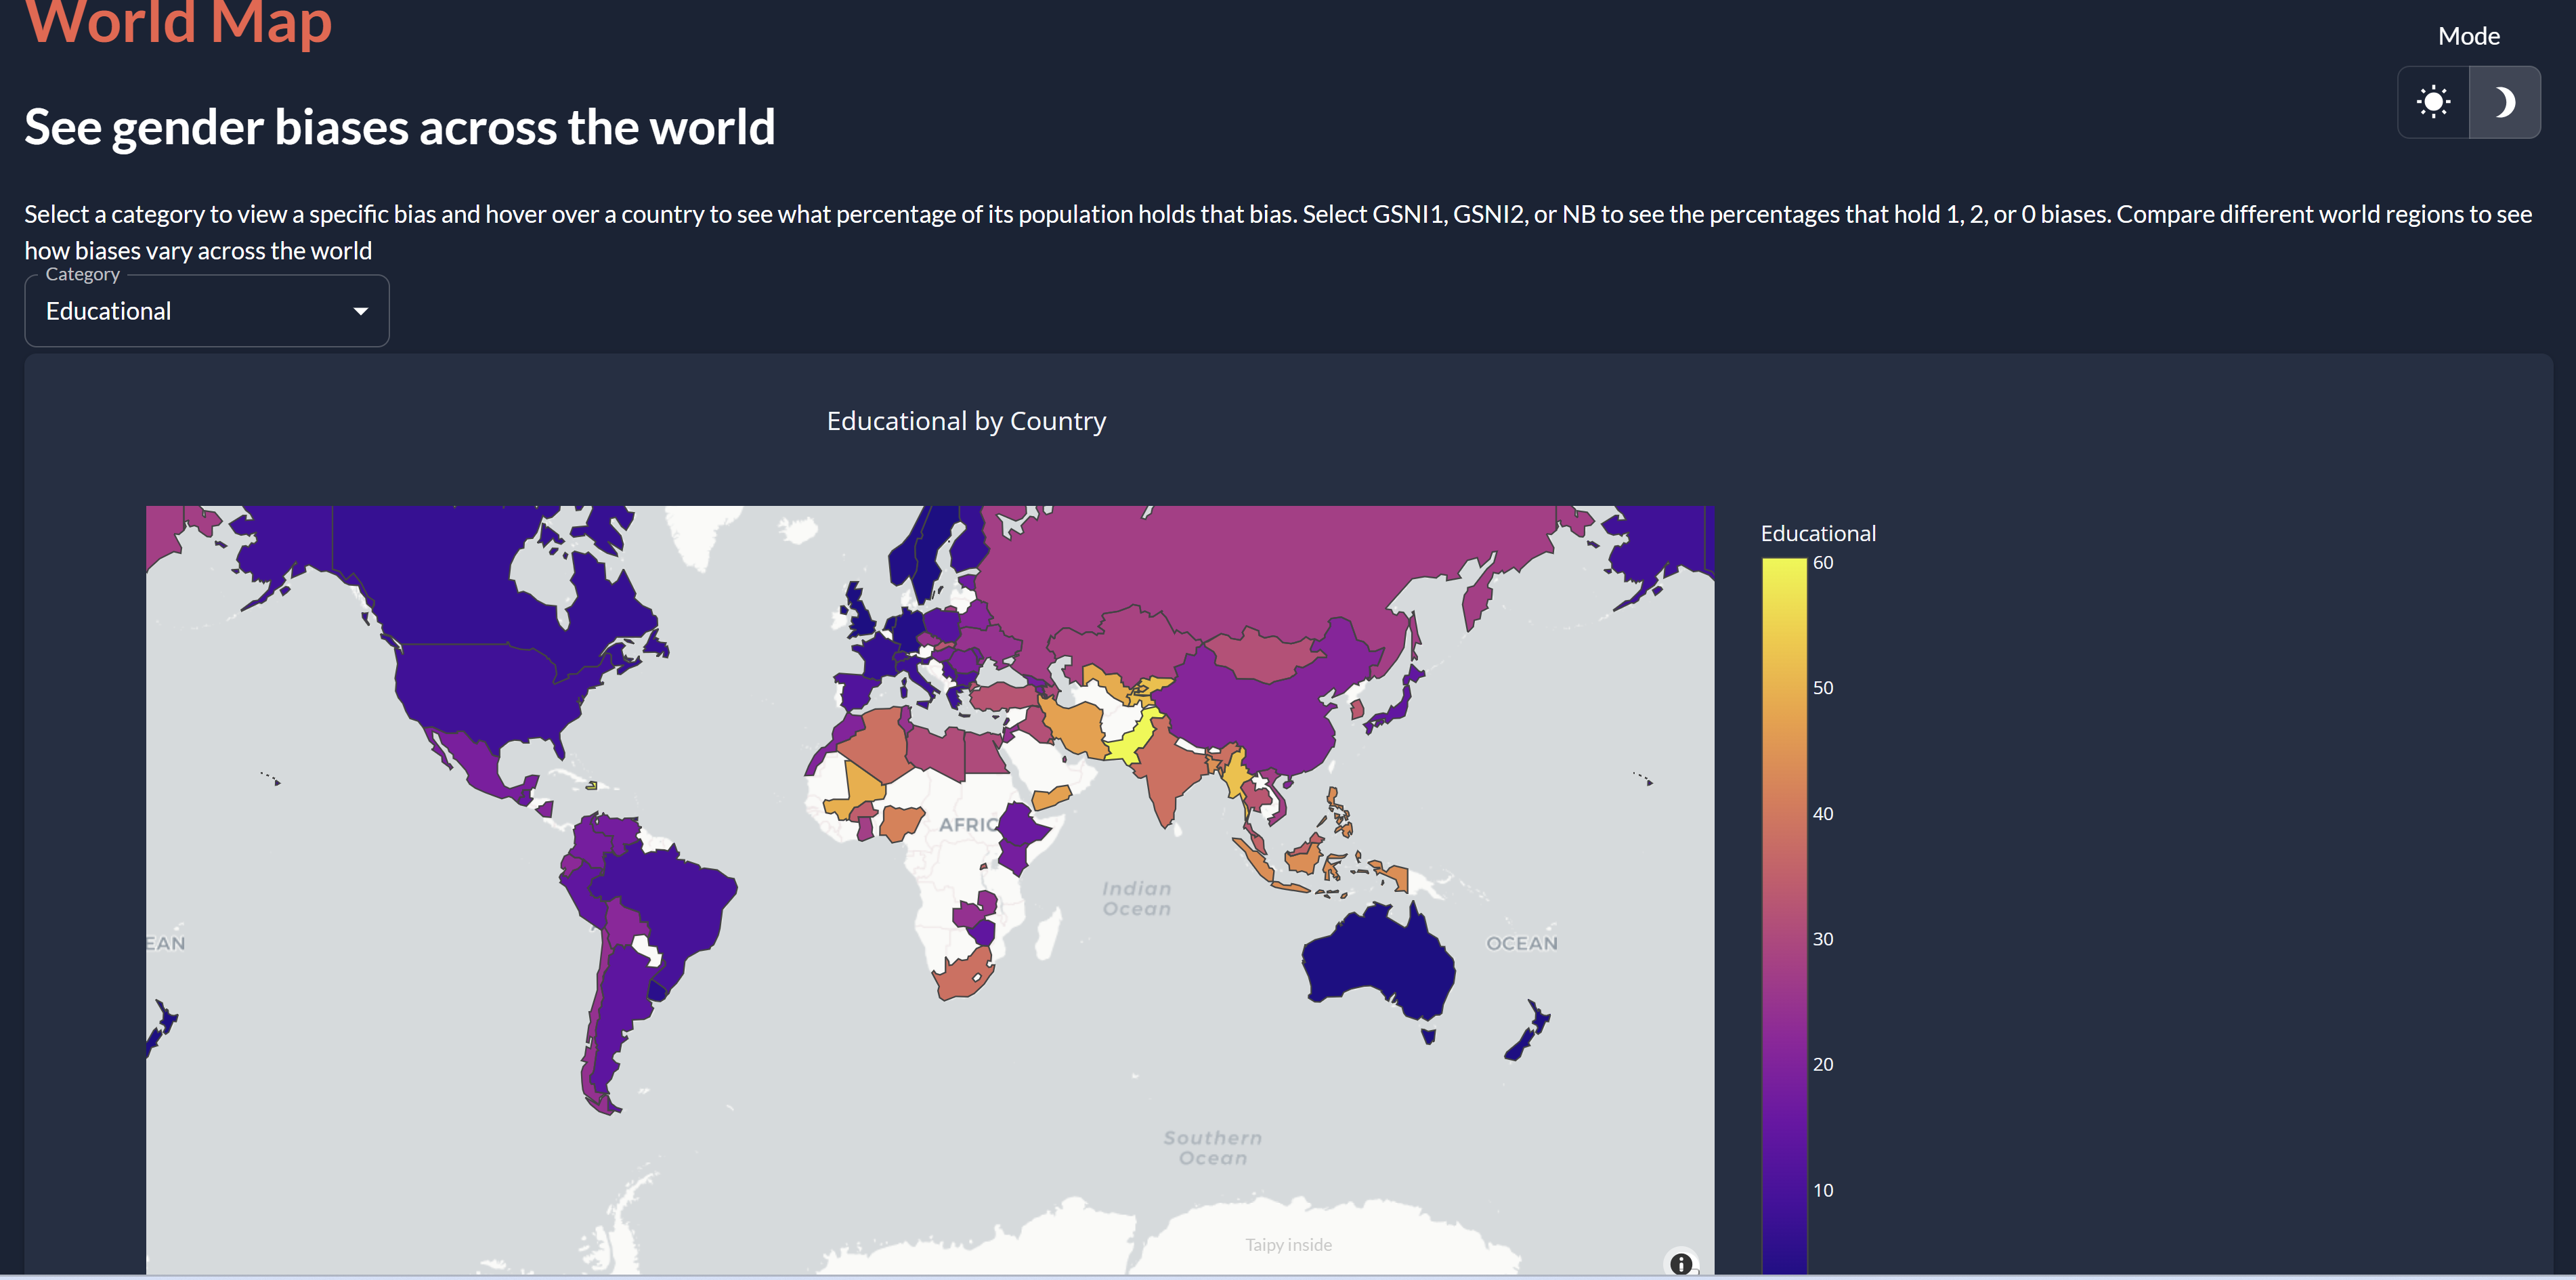 World Map
Mode
See gender biases across the world
Select a category to view a specific bias and hover over a country to see what percentage of its population holds that bias. Select GSNI1, GSNI2, or NB to see the percentages that hold 1, 2, or 0 biases. Compare different world regions to see
how biases vary across the world
Category
Educational
Educational by Country
Educational
60
50
40
30
20
10
AFRIC
Indian
Ocean
EAN
OCEAN
Southern
Ocean
Taipy inside